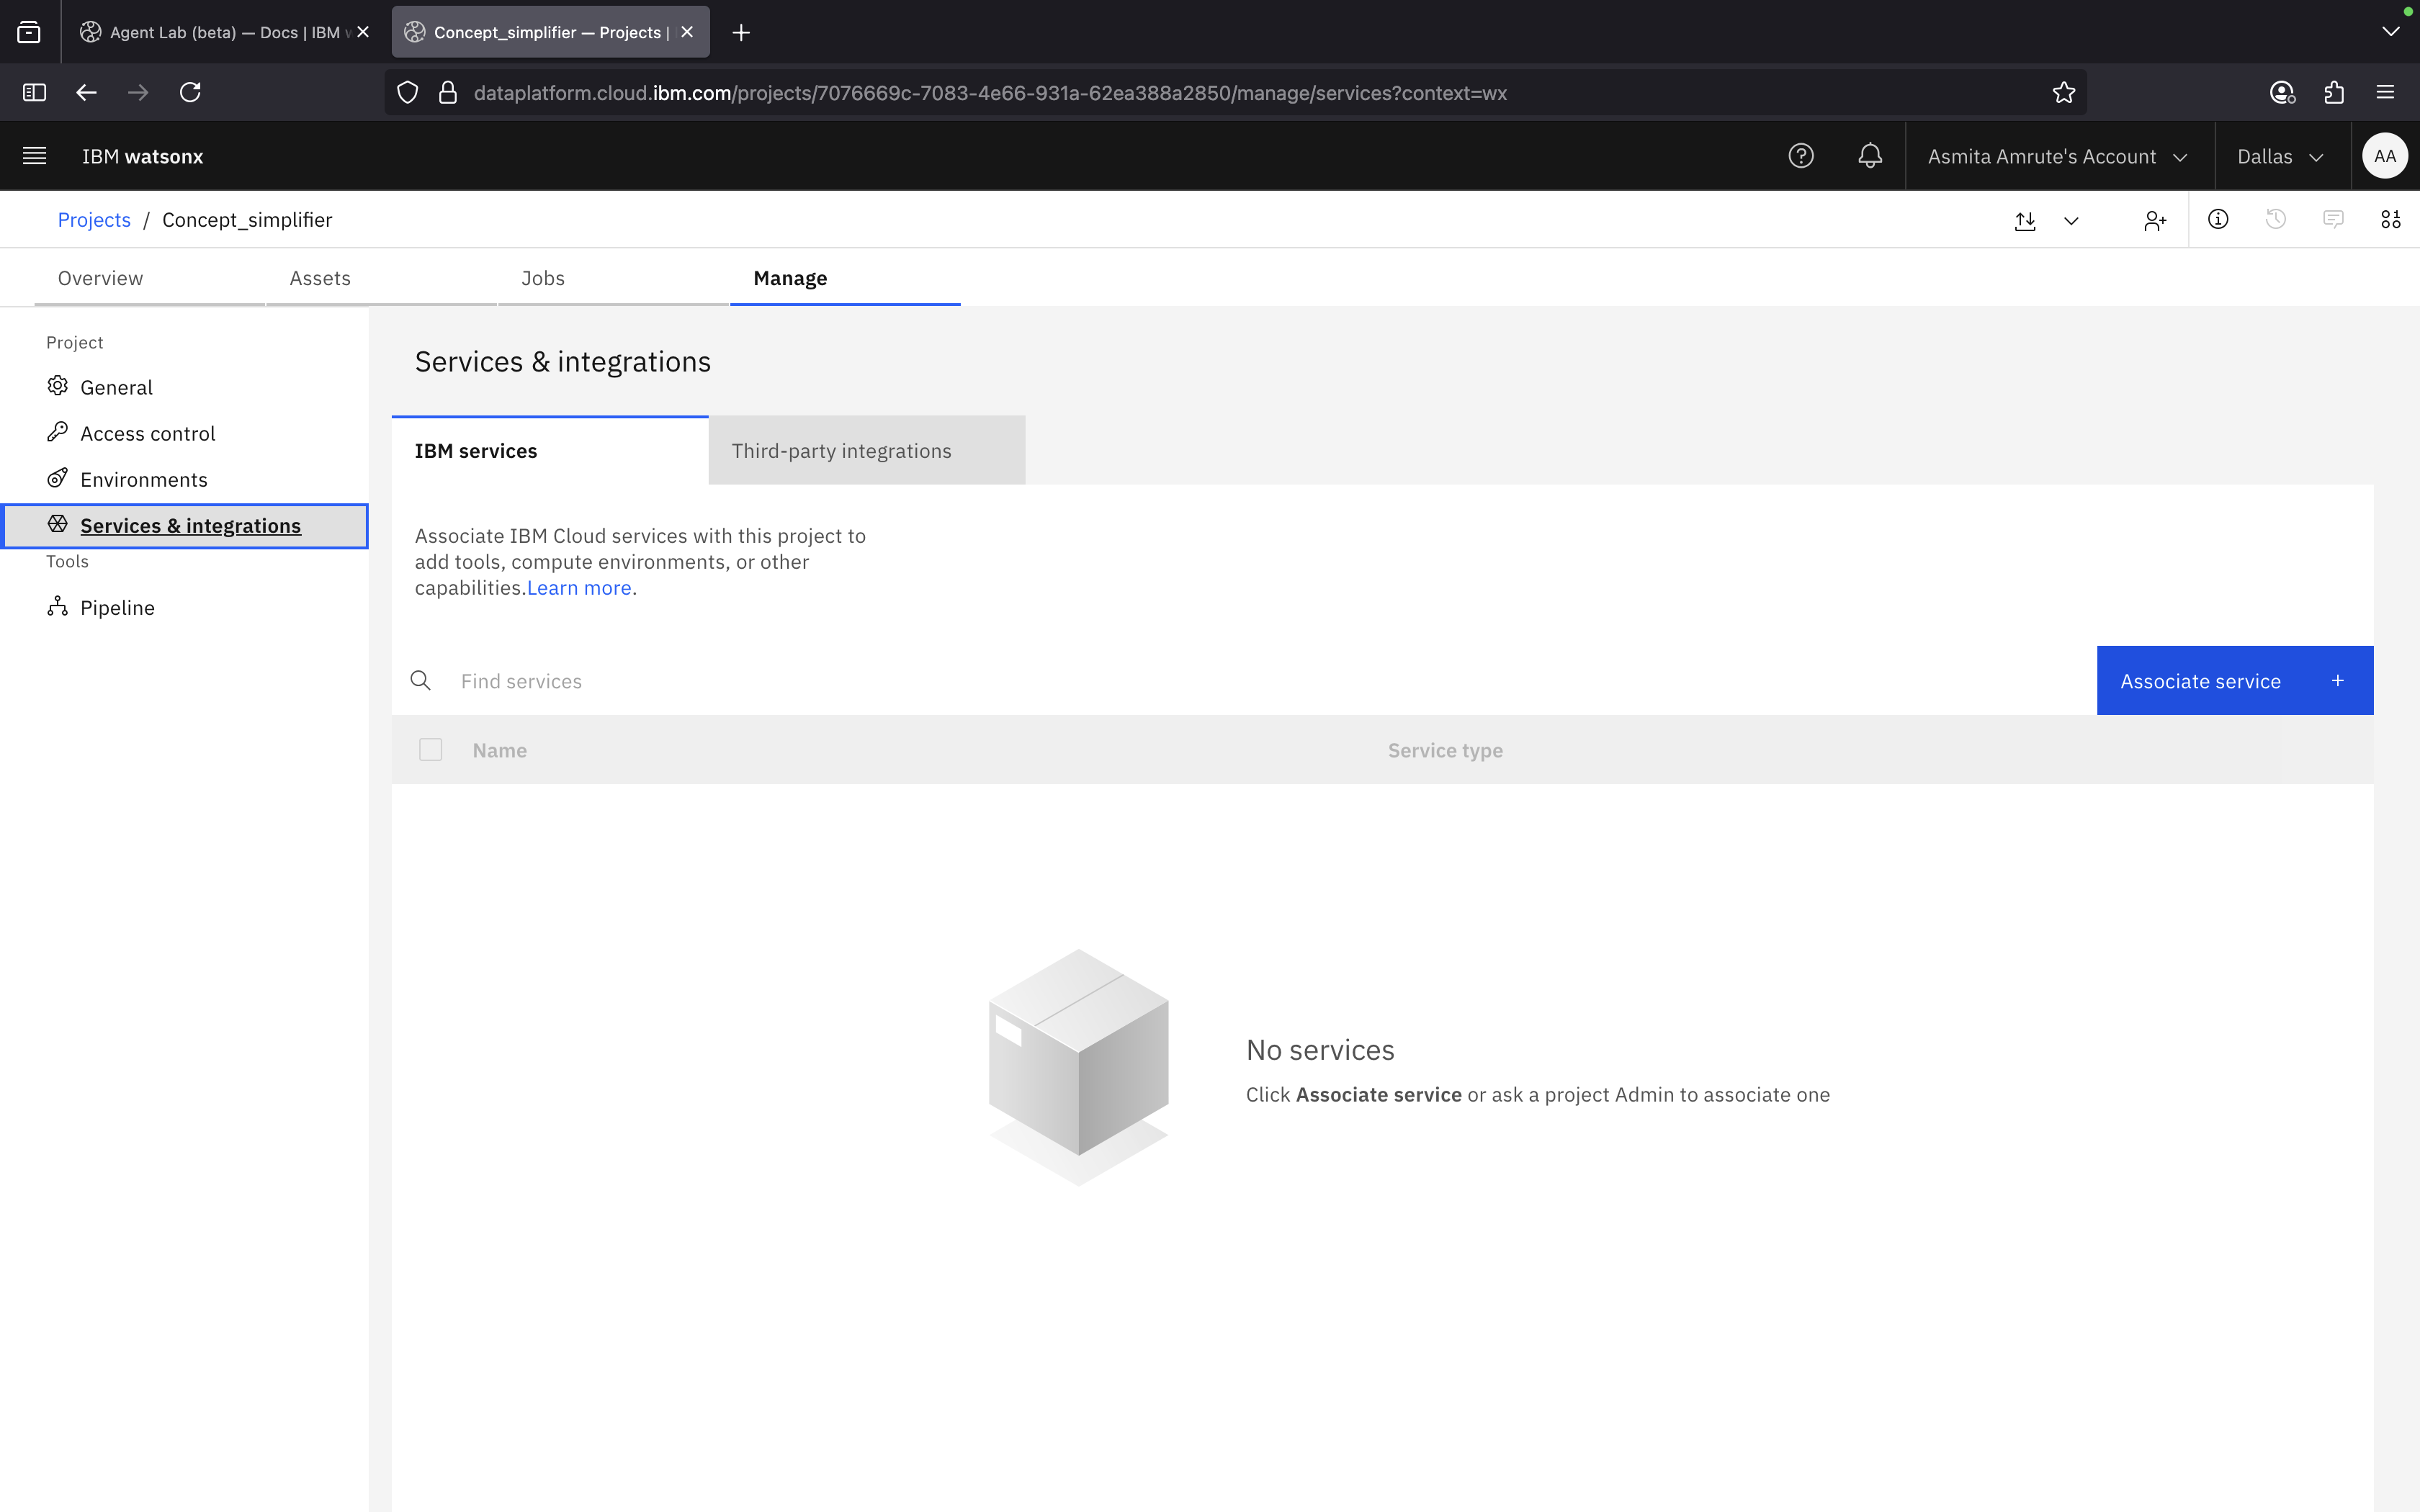 Agent Lab (beta) — Docs | IBM w
Concept_simplifier — Projects |
dataplatform.cloud.ibm.com/projects/7076669c-7083-4e66-931a-62ea388a2850/manage/services?context=wx
IBM watsonx
Asmita Amrute's Account
Dallas
AA
Projects / Concept_simplifier
Overview
Assets
Jobs
Manage
Project
General
Access control
Environments
Services & integrations
Tools
Pipeline
Services & integrations
IBM services
Third-party integrations
Associate IBM Cloud services with this project to
add tools, compute environments, or other
capabilities.Learn more.
Find services
Associate service +
Name
Service type
No services
Click Associate service or ask a project Admin to associate one